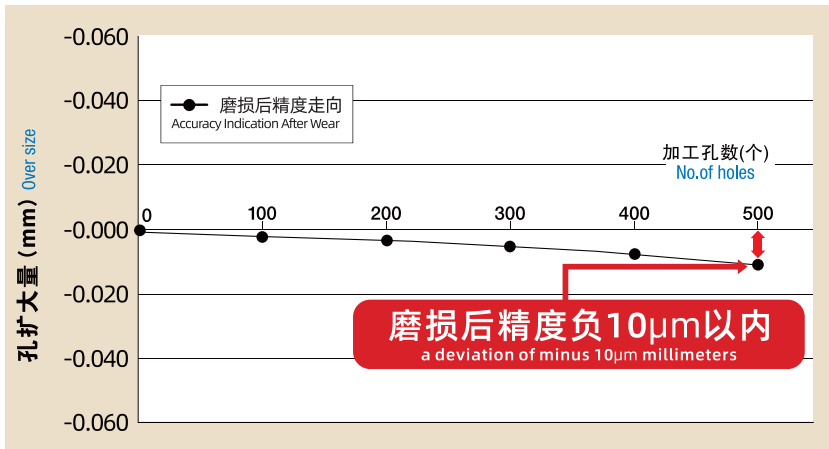 -0.060
-0.040
磨损后精度走向
Accuracy Indication After Wear
-0.020
加工孔数(个)
No.of holes
-0.000
0 100 200 300 400 500
-0.020
磨损后精度负10μm以内
a deviation of minus 10μm millimeters
-0.040
-0.060
孔扩大量 (mm) Over size